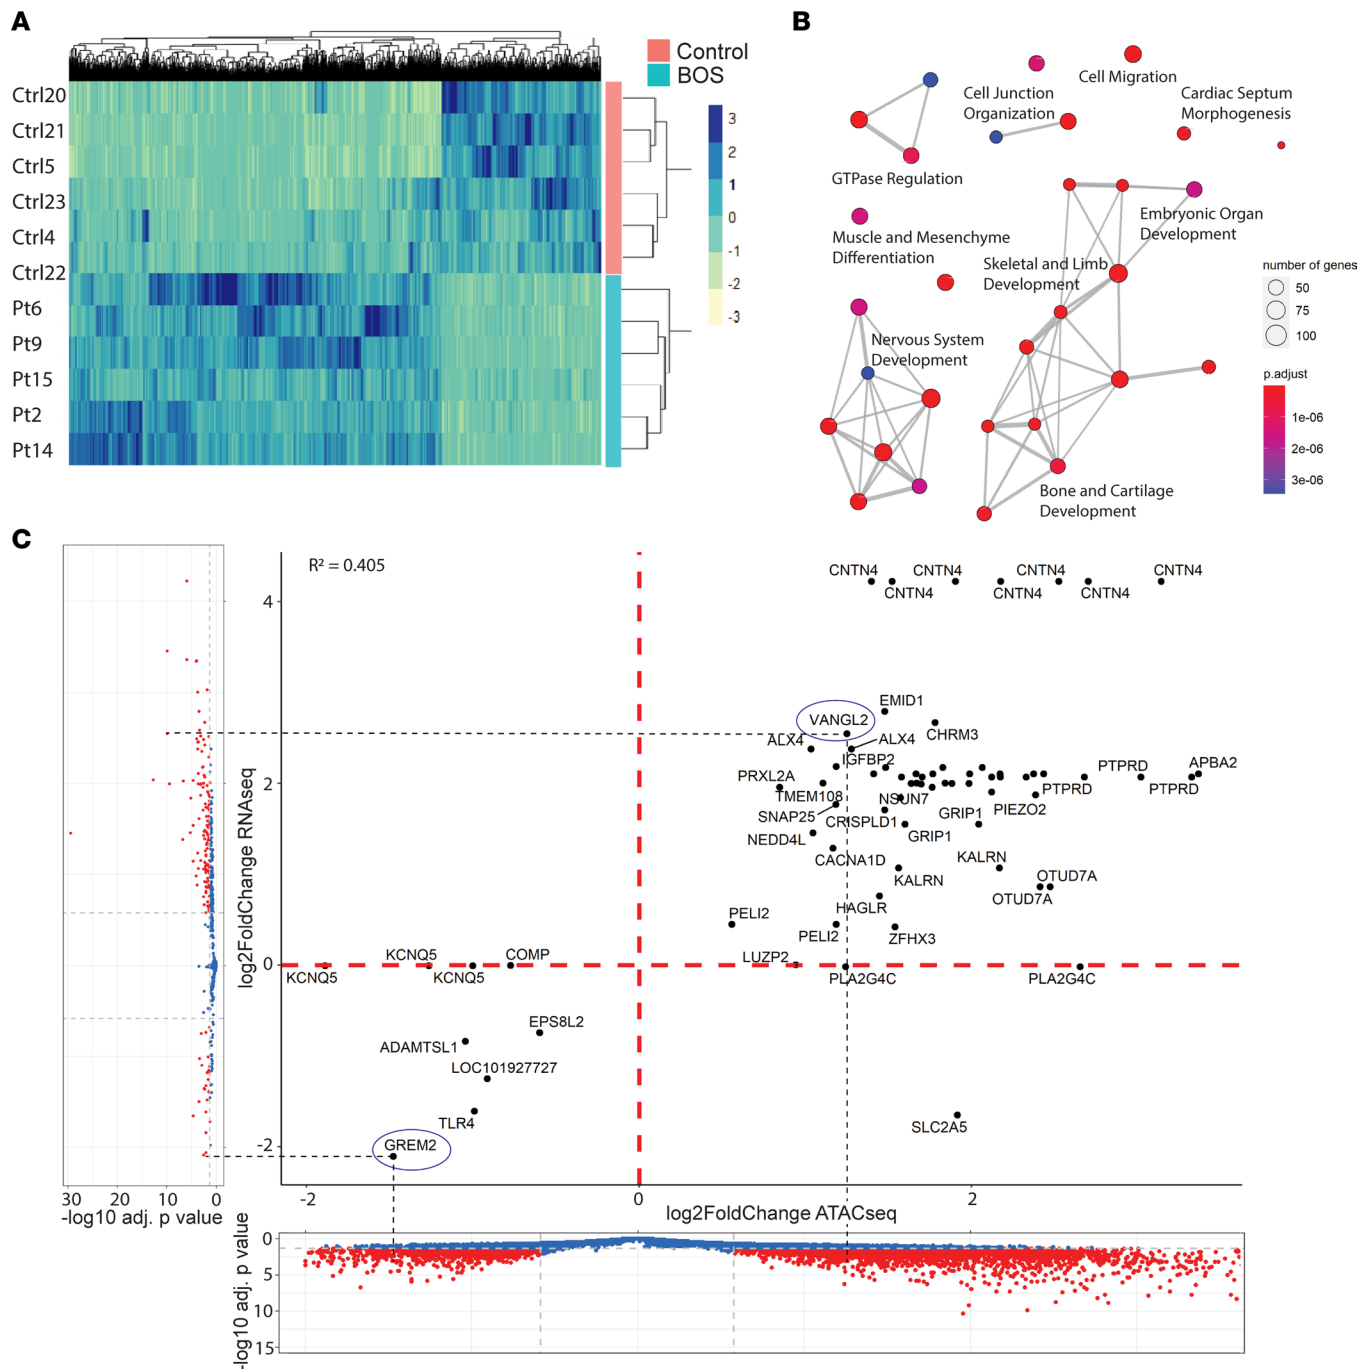 A
Control
BOS
Ctrl20
Ctrl21
Ctrl5
Ctrl23
Ctrl4
Ctrl22
Pt6
Pt9
Pt15
Pt2
Pt14
3
2
1
0
-1
-2
-3
B
Cell Migration
Cell Junction
Organization
Cardiac Septum
Morphogenesis
GTPase Regulation
Muscle and Mesenchyme
Differentiation
Embryonic Organ
Development
Skeletal and Limb
Development
Nervous System
Development
Bone and Cartilage
Development
number of genes
50
75
100
p.adjust
1e-06
2e-06
3e-06
C
R² = 0.405
CNTN4
CNTN4
CNTN4
CNTN4
CNTN4
CNTN4
CNTN4
EMID1
VANGL2
CHRM3
ALX4
ALX4
IGFBP2
PRXL2A
PTPRD
APBA2
PTPRD
PTPRD
TMEM108
NSUN7
PIEZO2
SNAP25
CRISPLD1
GRIP1
GRIP1
NEDD4L
CACNA1D
KALRN
KALRN
OTUD7A
OTUD7A
HAGLR
PELI2
PELI2
ZFHX3
LUZP2
KCNQ5
COMP
KCNQ5
KCNQ5
PLA2G4C
PLA2G4C
EPS8L2
ADAMTSL1
LOC101927727
TLR4
SLC2A5
GREM2
4
2
0
-2
log2FoldChange RNAseq
30
20
10
0
-log10 adj. p value
-2
0
2
log2FoldChange ATACseq
0
5
10
15
-log10 adj. p value